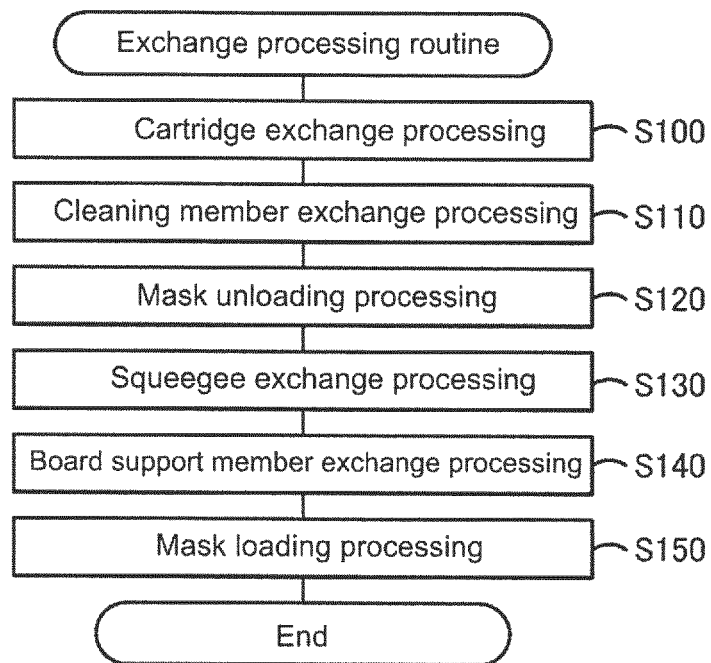 Exchange processing routine
Cartridge exchange processing S100
Cleaning member exchange processing S110
Mask unloading processing S120
Squeegee exchange processing S130
Board support member exchange processing S140
Mask loading processing S150
End